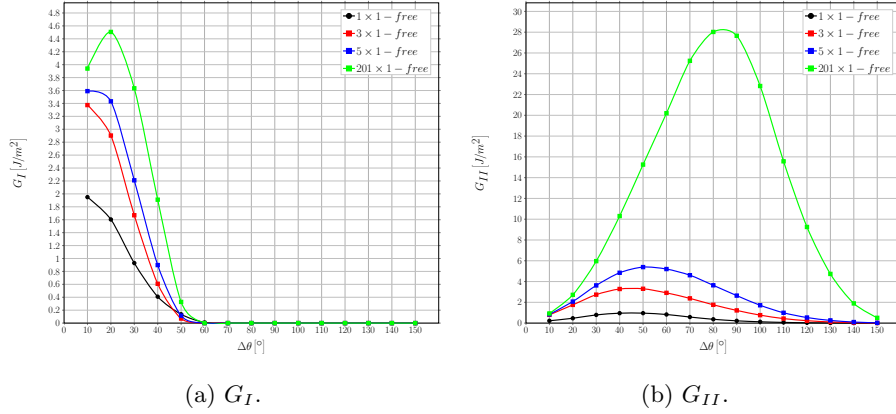 4.8
4.6
4.4
4.2
4
3.8
3.6
3.4
3.2
3
2.8
2.6
2.4
2.2
2
1.8
1.6
1.4
1.2
1
0.8
0.6
0.4
0.2
0
G_I [J/m²]
0 10 20 30 40 50 60 70 80 90 100 110 120 130 140 150
Δθ[°]
1 × 1 − free
3 × 1 − free
5 × 1 − free
201 × 1 − free
(a) G_I.
30
28
26
24
22
20
18
16
14
12
10
8
6
4
2
0
G_II [J/m²]
0 10 20 30 40 50 60 70 80 90 100 110 120 130 140 150
Δθ[°]
1 × 1 − free
3 × 1 − free
5 × 1 − free
201 × 1 − free
(b) G_II.